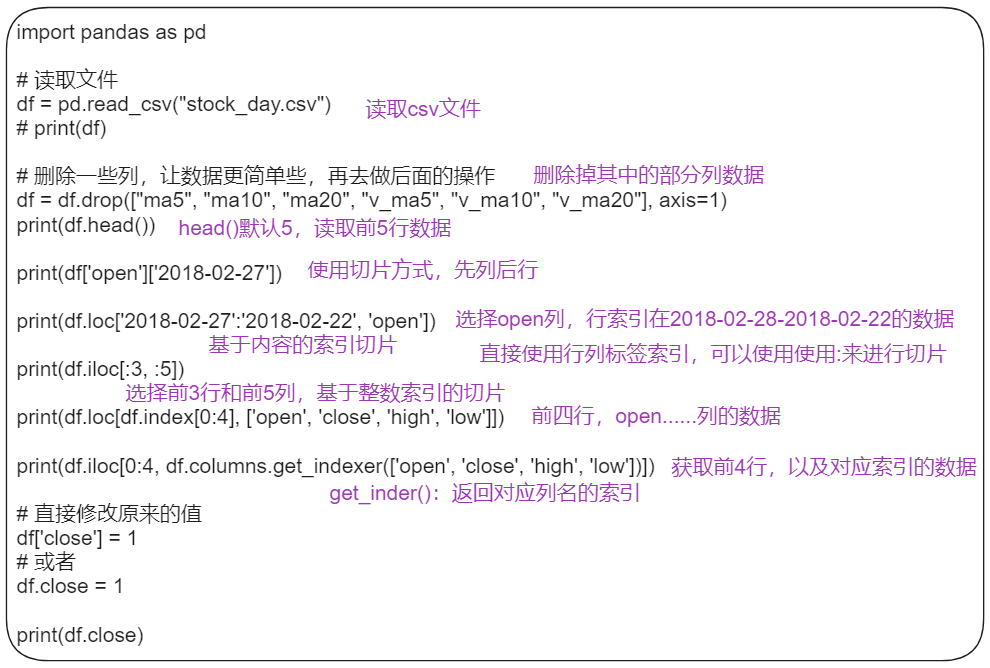 import pandas as pd
# 读取文件
df = pd.read_csv("stock_day.csv") 读取csv文件
# print(df)
# 删除一些列，让数据更简单些，再去做后面的操作 删除掉其中的部分列数据
df = df.drop(["ma5", "ma10", "ma20", "v_ma5", "v_ma10", "v_ma20"], axis=1)
print(df.head()) head()默认5，读取前5行数据
print(df['open']['2018-02-27']) 使用切片方式，先列后行
print(df.loc['2018-02-27':'2018-02-22', 'open']) 选择open列，行索引在2018-02-28-2018-02-22的数据
基于内容的索引切片 直接使用行列标签索引，可以使用使用:来进行切片
print(df.iloc[:3, :5])
选择前3行和前5列，基于整数索引的切片
print(df.loc[df.index[0:4], ['open', 'close', 'high', 'low']]) 前四行，open......列的数据
print(df.iloc[0:4, df.columns.get_indexer(['open', 'close', 'high', 'low'])]) 获取前4行，以及对应索引的数据
get_inder()：返回对应列名的索引
# 直接修改原来的值
df['close'] = 1
# 或者
df.close = 1
print(df.close)